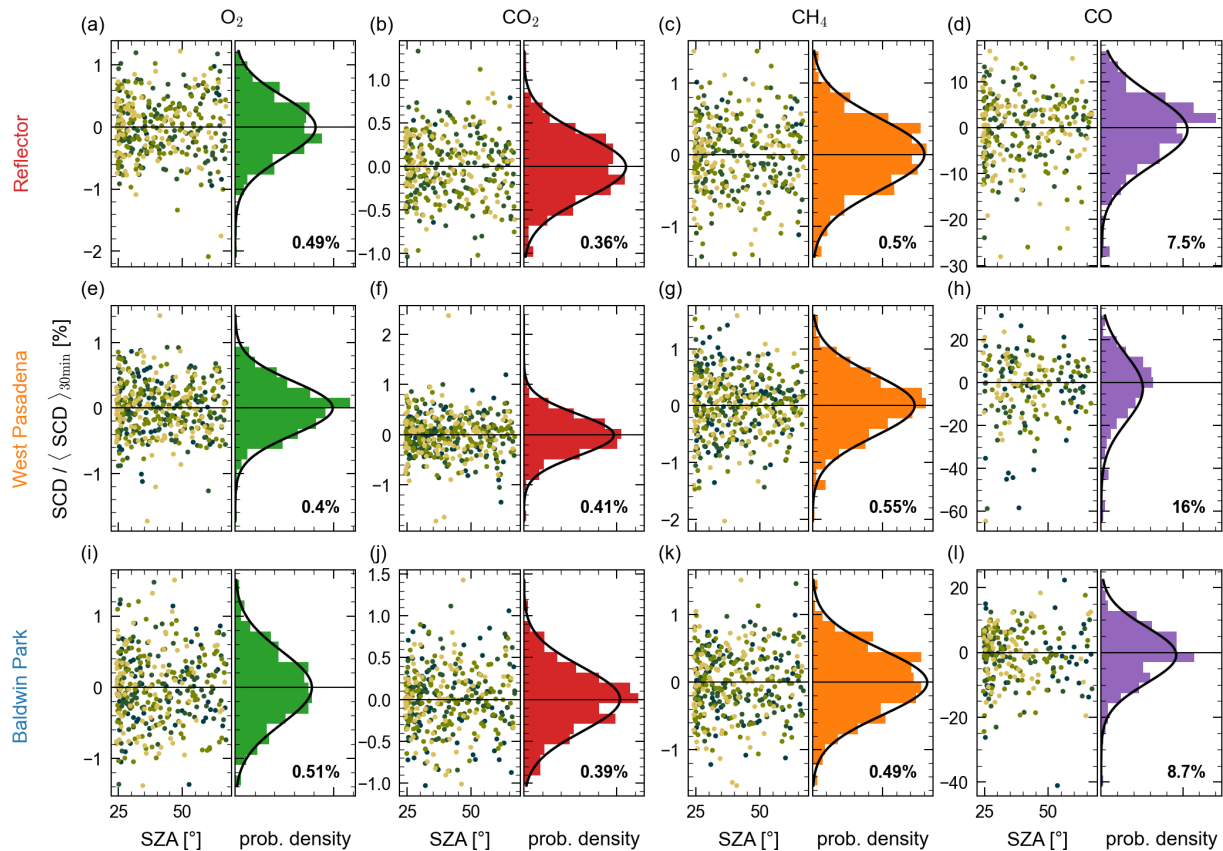 O₂ CO₂ CH₄ CO
(a) (b) (c) (d)
Reflector
1 0 −1 −2
0.49%
1.0 0.5 0.0 −0.5 −1.0
0.36%
1 0 −1
0.5%
10 0 −10 −20 −30
7.5%
(e) (f) (g) (h)
West Pasadena
SCD / ⟨ SCD ⟩30min [%]
1 0 −1
0.4%
2 1 0 −1
0.41%
1 0 −1 −2
0.55%
20 0 −20 −40 −60
16%
(i) (j) (k) (l)
Baldwin Park
1 0 −1
0.51%
1.5 1.0 0.5 0.0 −0.5 −1.0
0.39%
1 0 −1
0.49%
20 0 −20 −40
8.7%
25 50 25 50 25 50 25 50
SZA [°] prob. density SZA [°] prob. density SZA [°] prob. density SZA [°] prob. density